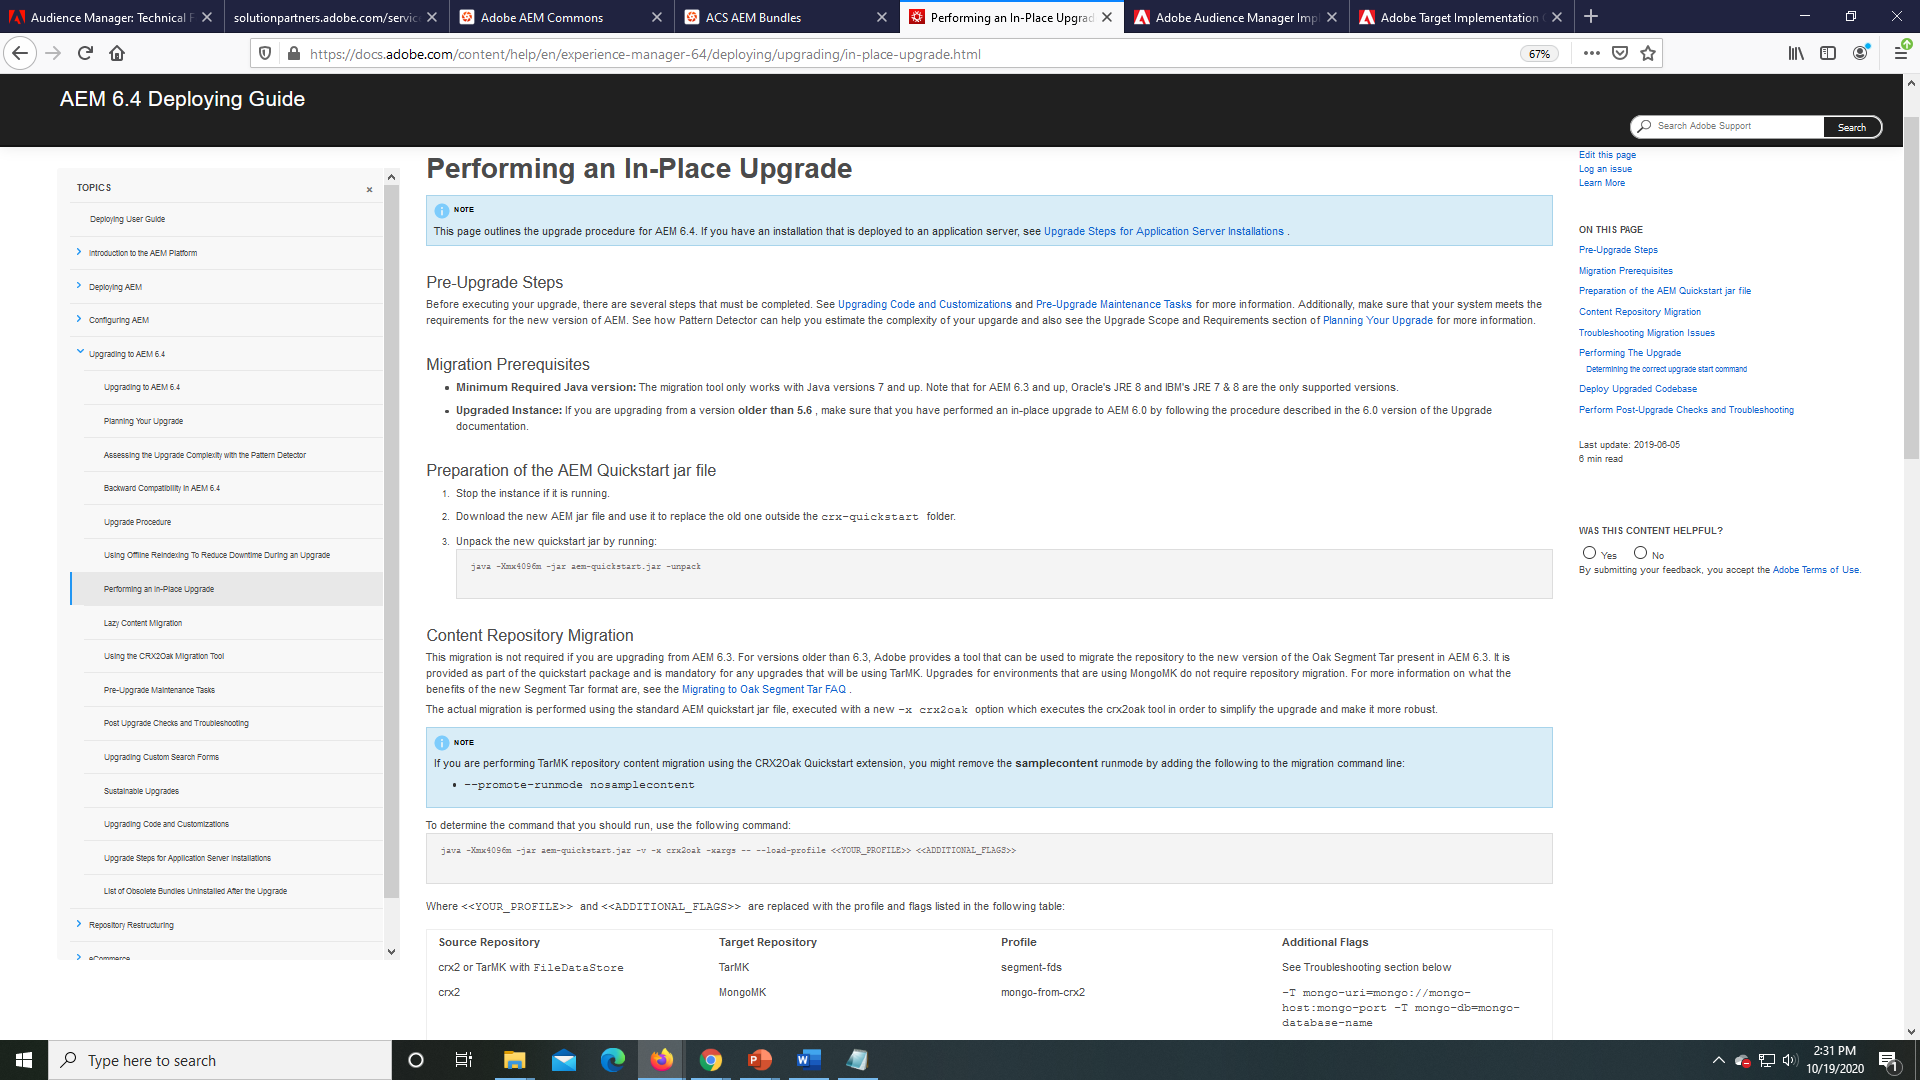 Audience Manager: Technical F
solutionpartners.adobe.com/servic
Adobe AEM Commons
ACS AEM Bundles
Performing an In-Place Upgrad
Adobe Audience Manager Imp
Adobe Target Implementation
https://docs.adobe.com/content/help/en/experience-manager-64/deploying/upgrading/in-place-upgrade.html
67%
AEM 6.4 Deploying Guide
Search Adobe Support
Search
TOPICS
Deploying User Guide
Introduction to the AEM Platform
Deploying AEM
Configuring AEM
Upgrading to AEM 6.4
Upgrading to AEM 6.4
Planning Your Upgrade
Assessing the Upgrade Complexity with the Pattern Detector
Backward Compatibility in AEM 6.4
Upgrade Procedure
Using Offline Reindexing To Reduce Downtime During an Upgrade
Performing an In-Place Upgrade
Lazy Content Migration
Using the CRX2Oak Migration Tool
Pre-Upgrade Maintenance Tasks
Post Upgrade Checks and Troubleshooting
Upgrading Custom Search Forms
Sustainable Upgrades
Upgrading Code and Customizations
Upgrade Steps for Application Server Installations
List of Obsolete Bundles Uninstalled After the Upgrade
Repository Restructuring
eCommerce
Performing an In-Place Upgrade
NOTE
This page outlines the upgrade procedure for AEM 6.4. If you have an installation that is deployed to an application server, see Upgrade Steps for Application Server Installations .
Pre-Upgrade Steps
Before executing your upgrade, there are several steps that must be completed. See Upgrading Code and Customizations and Pre-Upgrade Maintenance Tasks for more information. Additionally, make sure that your system meets the
requirements for the new version of AEM. See how Pattern Detector can help you estimate the complexity of your upgarde and also see the Upgrade Scope and Requirements section of Planning Your Upgrade for more information.
Migration Prerequisites
• Minimum Required Java version: The migration tool only works with Java versions 7 and up. Note that for AEM 6.3 and up, Oracle's JRE 8 and IBM's JRE 7 & 8 are the only supported versions.
• Upgraded Instance: If you are upgrading from a version older than 5.6 , make sure that you have performed an in-place upgrade to AEM 6.0 by following the procedure described in the 6.0 version of the Upgrade
documentation.
Preparation of the AEM Quickstart jar file
1. Stop the instance if it is running.
2. Download the new AEM jar file and use it to replace the old one outside the crx-quickstart folder.
3. Unpack the new quickstart jar by running:
java -Xmx4096m -jar aem-quickstart.jar -unpack
Content Repository Migration
This migration is not required if you are upgrading from AEM 6.3. For versions older than 6.3, Adobe provides a tool that can be used to migrate the repository to the new version of the Oak Segment Tar present in AEM 6.3. It is
provided as part of the quickstart package and is mandatory for any upgrades that will be using TarMK. Upgrades for environments that are using MongoMK do not require repository migration. For more information on what the
benefits of the new Segment Tar format are, see the Migrating to Oak Segment Tar FAQ .
The actual migration is performed using the standard AEM quickstart jar file, executed with a new -x crx2oak option which executes the crx2oak tool in order to simplify the upgrade and make it more robust.
NOTE
If you are performing TarMK repository content migration using the CRX2Oak Quickstart extension, you might remove the samplecontent runmode by adding the following to the migration command line:
• --promote-runmode nosamplecontent
To determine the command that you should run, use the following command:
java -Xmx4096m -jar aem-quickstart.jar -v -x crx2oak -xargs -- --load-profile <<YOUR_PROFILE>> <<ADDITIONAL_FLAGS>>
Where <<YOUR_PROFILE>> and <<ADDITIONAL_FLAGS>> are replaced with the profile and flags listed in the following table:
Source Repository Target Repository Profile Additional Flags
crx2 or TarMK with FileDataStore TarMK segment-fds See Troubleshooting section below
crx2 MongoMK mongo-from-crx2 -T mongo-uri=mongo://mongo-
host:mongo-port -T mongo-db=mongo-
database-name
Edit this page
Log an issue
Learn More
ON THIS PAGE
Pre-Upgrade Steps
Migration Prerequisites
Preparation of the AEM Quickstart jar file
Content Repository Migration
Troubleshooting Migration Issues
Performing The Upgrade
Determining the correct upgrade start command
Deploy Upgraded Codebase
Perform Post-Upgrade Checks and Troubleshooting
Last update: 2019-06-05
6 min read
WAS THIS CONTENT HELPFUL?
Yes No
By submitting your feedback, you accept the Adobe Terms of Use.
Type here to search
2:31 PM
10/19/2020
1